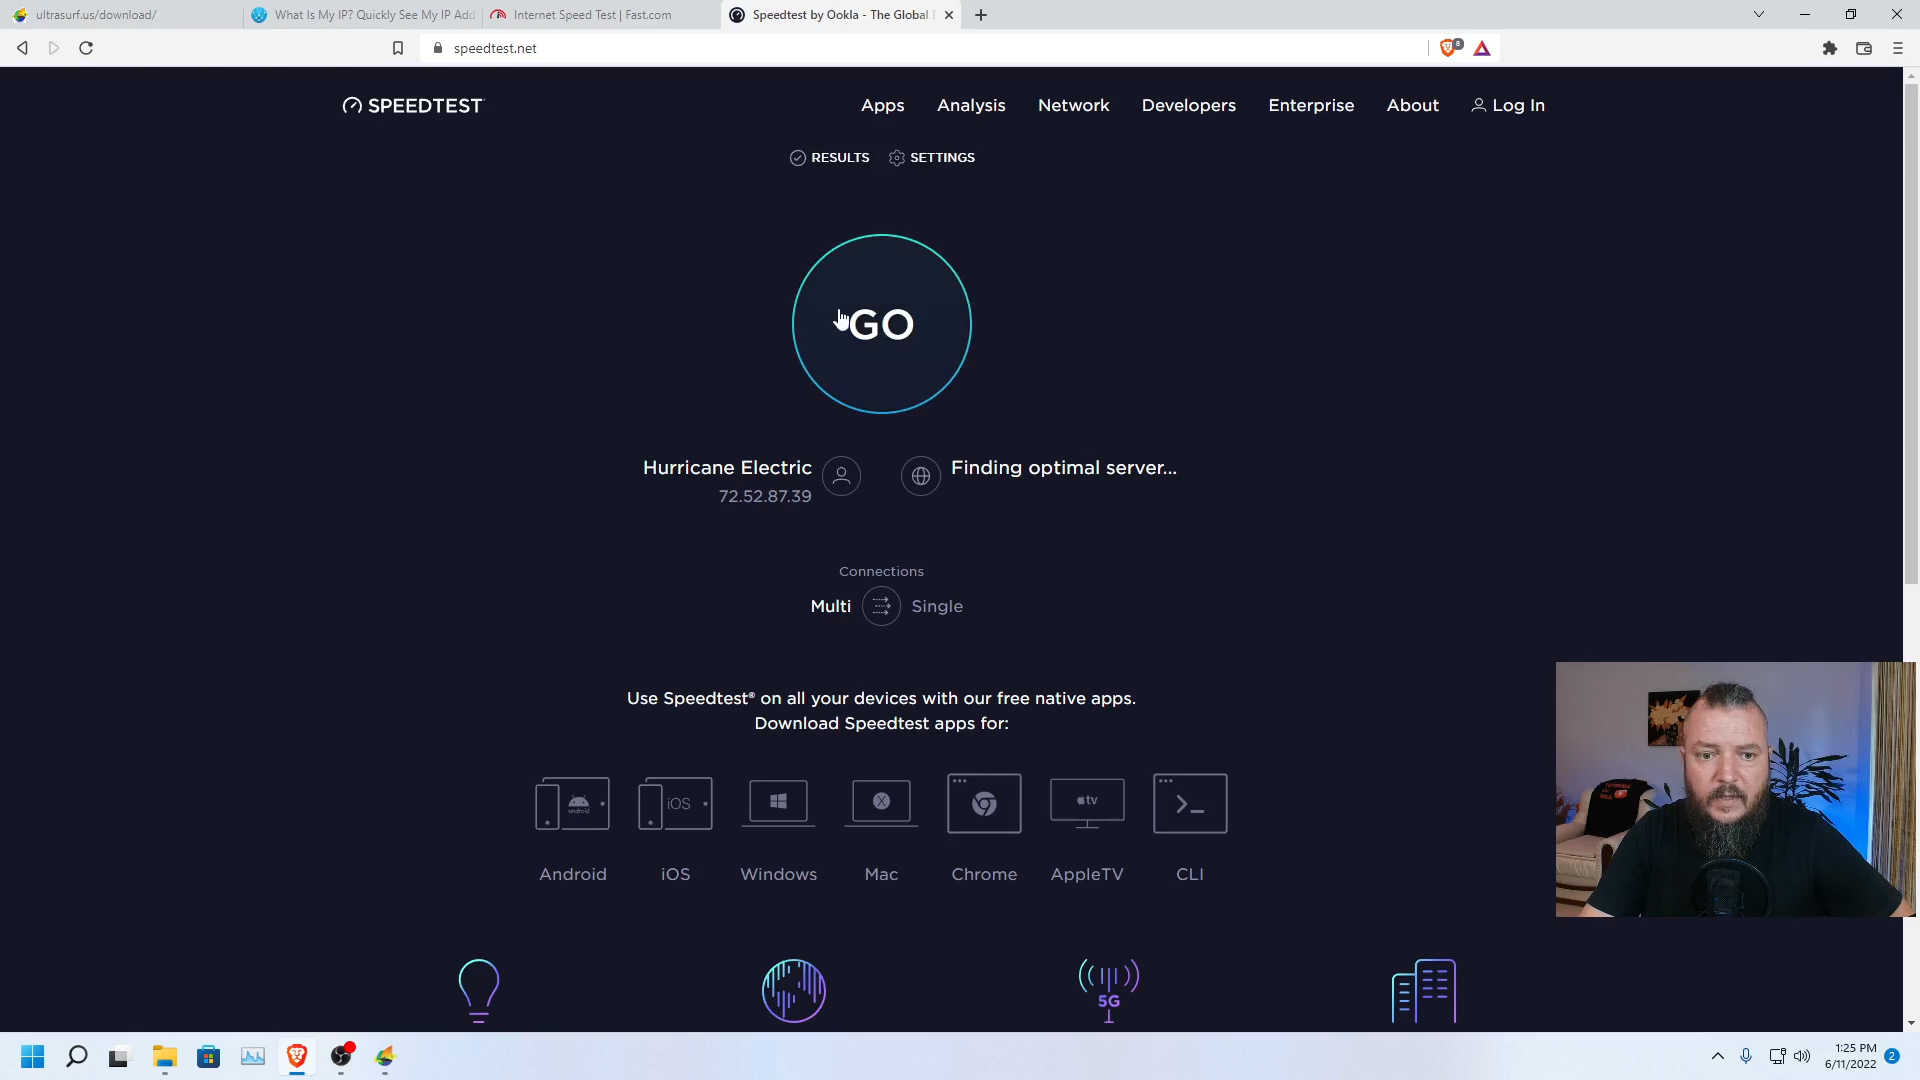 ultrasurf.us/download/
What Is My IP? Quickly See My IP Add
Internet Speed Test | Fast.com
Speedtest by Ookla - The Global
speedtest.net
8
SPEEDTEST
Apps
Analysis
Network
Developers
Enterprise
About
Log In
RESULTS
SETTINGS
GO
Hurricane Electric
72.52.87.39
Finding optimal server...
Connections
Multi
Single
Use Speedtest® on all your devices with our free native apps.
Download Speedtest apps for:
android
iOS
X
tv
>_
Android
iOS
Windows
Mac
Chrome
AppleTV
CLI
5G
1:25 PM
6/11/2022
2